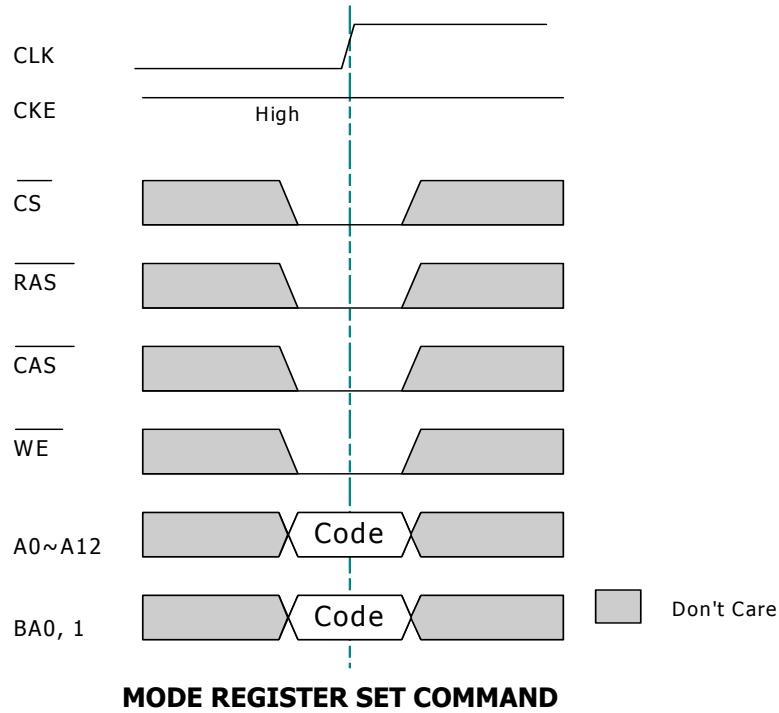 CLK
CKE
High
CS
RAS
CAS
WE
A0~A12
Code
BA0, 1
Code
Don't Care
MODE REGISTER SET COMMAND